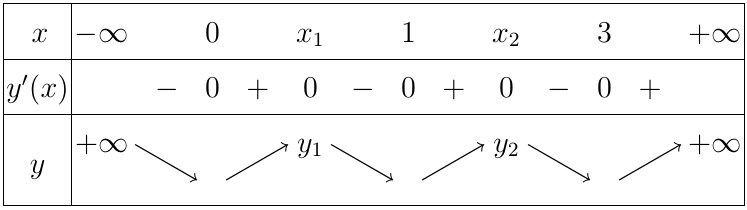 x −∞ 0 x₁ 1 x₂ 3 +∞
y′(x) − 0 + 0 − 0 + 0 − 0 +
y +∞ y₁ y₂ +∞